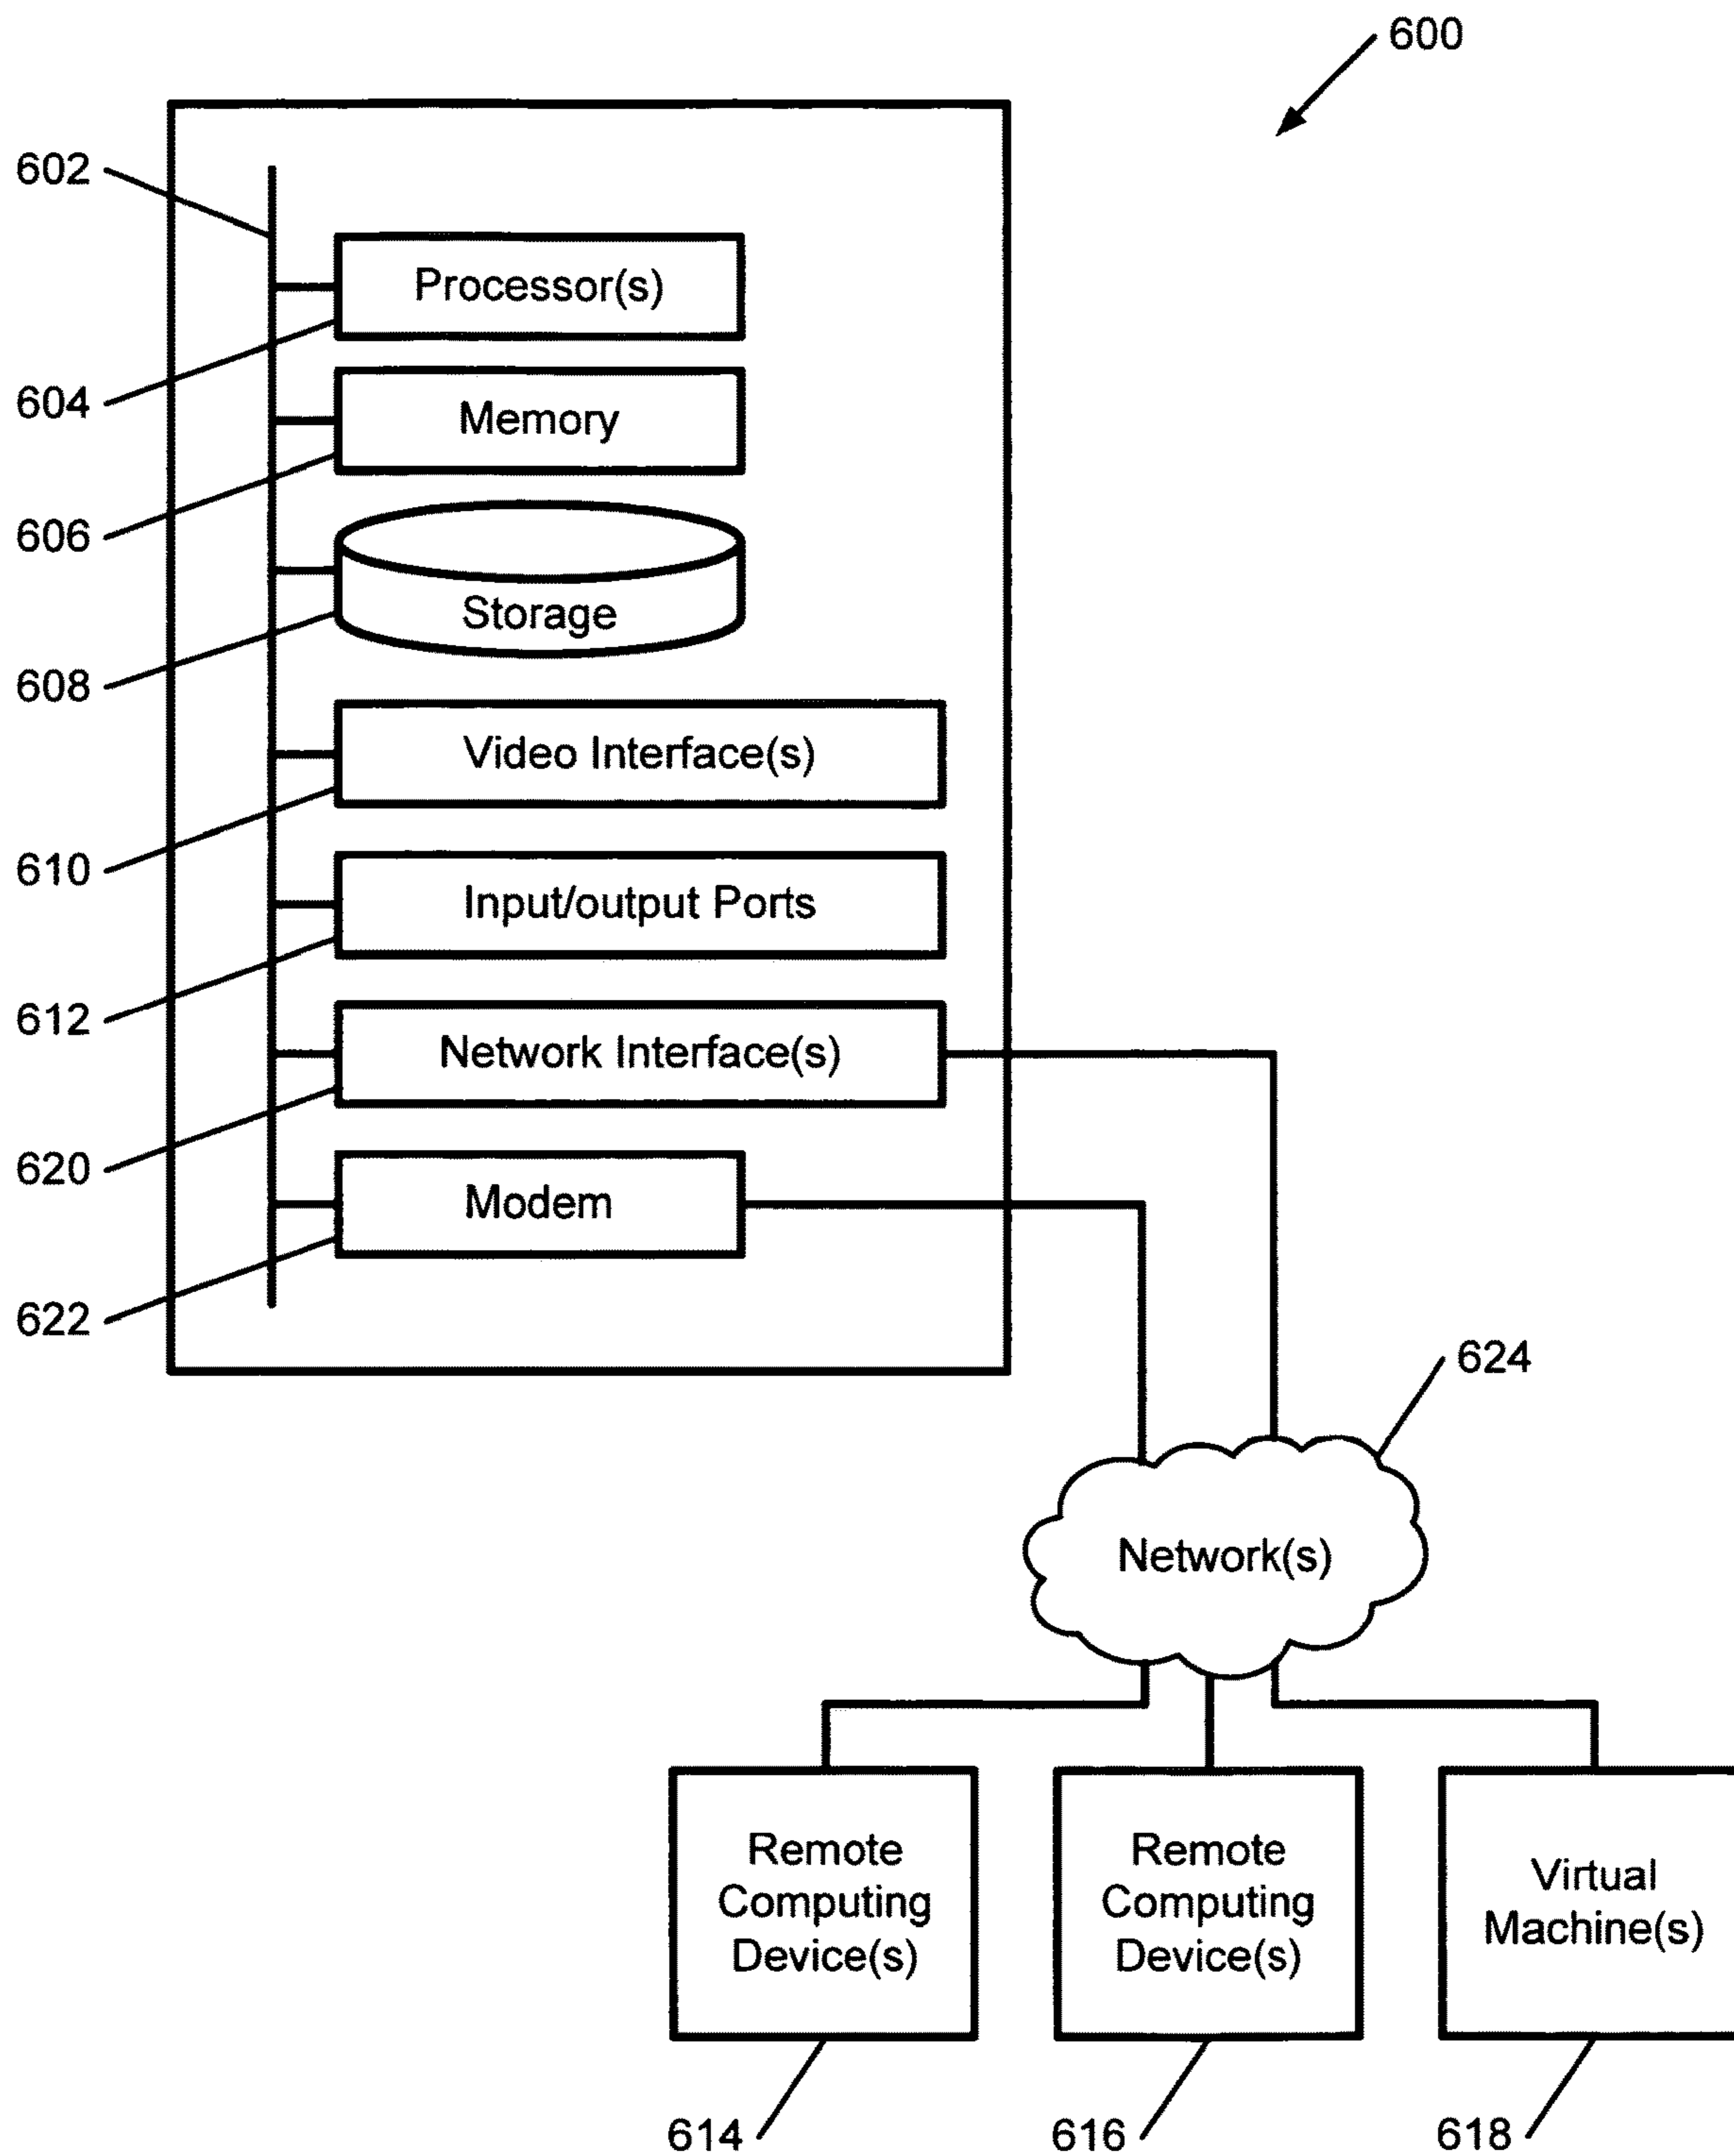 600
602
Processor(s)
604
Memory
606
Storage
608
Video Interface(s)
610
Input/output Ports
612
Network Interface(s)
620
Modem
622
624
Network(s)
Remote
Computing
Device(s)
Remote
Computing
Device(s)
Virtual
Machine(s)
614
616
618